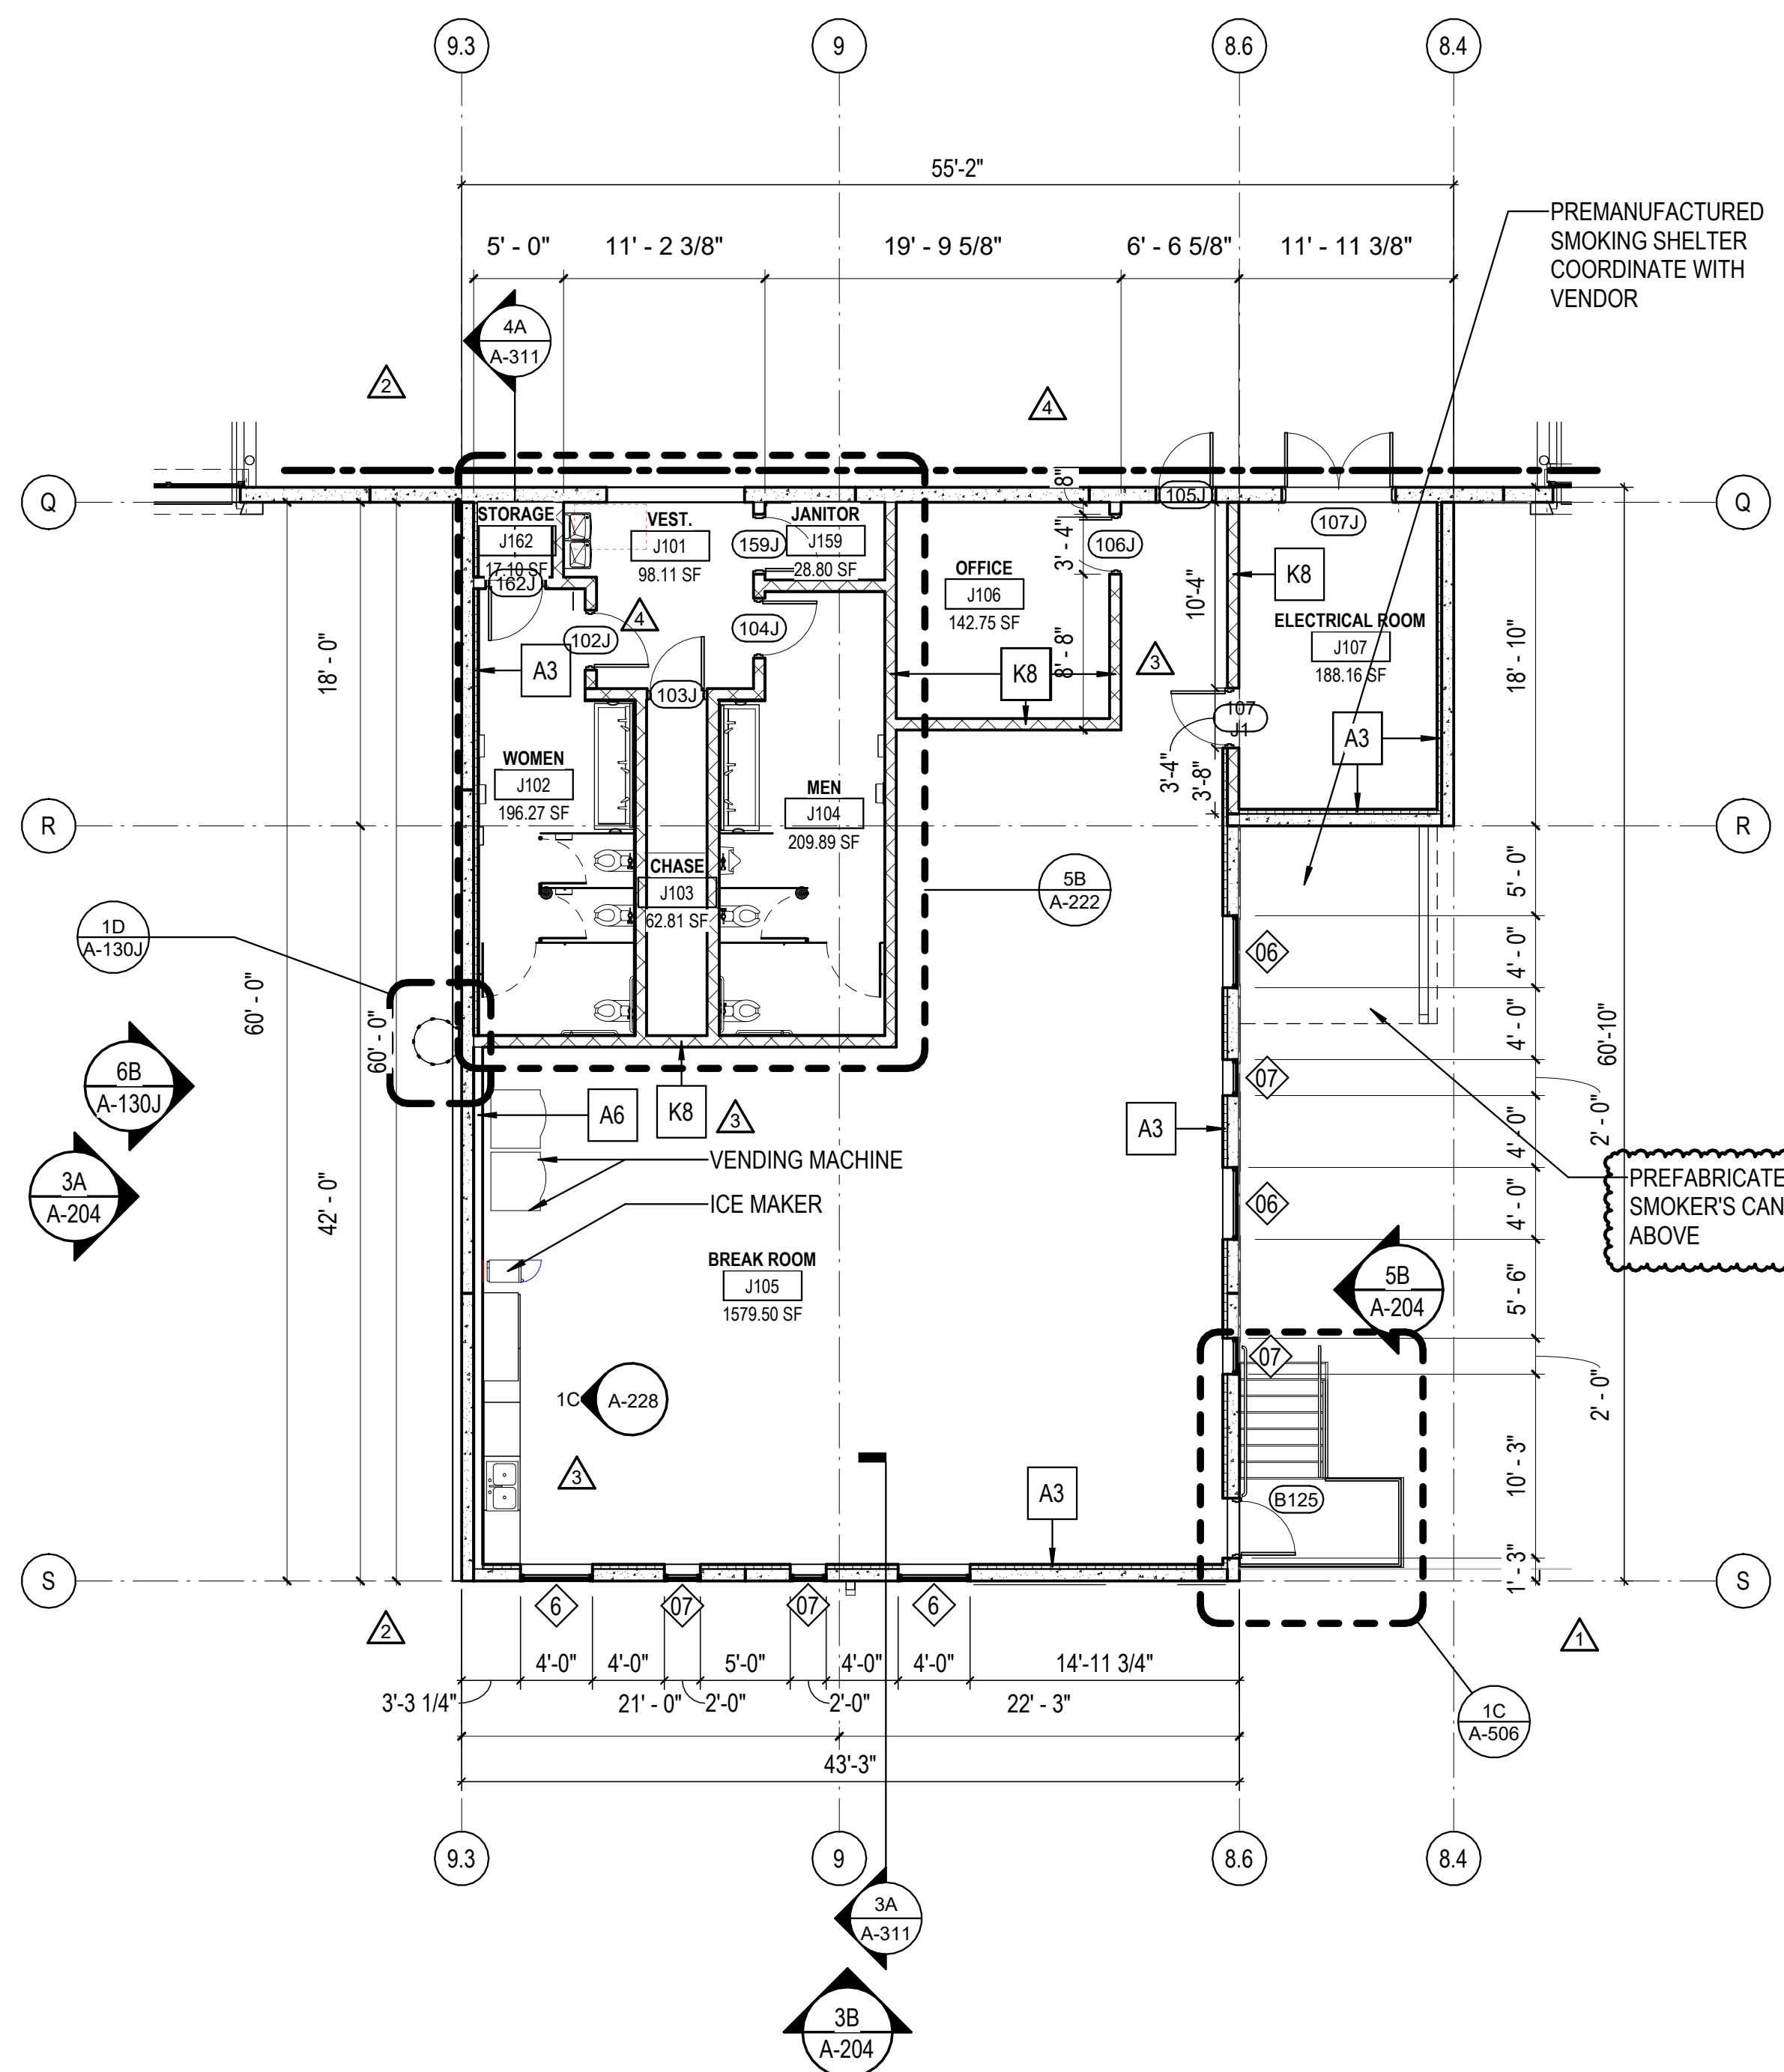 9.3
9
8.6
8.4
55'-2"
5' - 0"
11' - 2 3/8"
19' - 9 5/8"
6' - 6 5/8"
11' - 11 3/8"
PREMANUFACTURED
SMOKING SHELTER
COORDINATE WITH
VENDOR
4A
A-311
2
4
Q
Q
8"
105J
107J
STORAGE
J162
17.10 SF
162J
VEST.
J101
98.11 SF
159J
JANITOR
J159
28.80 SF
3' - 4"
106J
OFFICE
J106
142.75 SF
10'-4"
K8
ELECTRICAL ROOM
J107
188.16 SF
102J
4
104J
A3
103J
K8
8' - 8"
3
107
J1
A3
18' - 0"
18' - 10"
3'-4"
3'-8"
WOMEN
J102
196.27 SF
MEN
J104
209.89 SF
R
R
CHASE
J103
62.81 SF
5B
A-222
5' - 0"
1D
A-130J
06
4' - 0"
60' - 0"
60' - 0"
4' - 0"
60'-10"
6B
A-130J
07
2' - 0"
A6
K8
3
A3
4' - 0"
VENDING MACHINE
3A
A-204
ICE MAKER
42' - 0"
06
4' - 0"
PREFABRICATE
SMOKER'S CAN
ABOVE
BREAK ROOM
J105
1579.50 SF
5B
A-204
5' - 6"
07
2' - 0"
1C
A-228
3
A3
B125
10' - 3"
1' - 3"
S
S
2
6
07
07
6
1
4'-0"
4'-0"
5'-0"
4'-0"
4'-0"
14'-11 3/4"
3'-3 1/4"
21' - 0"
2'-0"
2'-0"
22' - 3"
1C
A-506
43'-3"
9.3
9
8.6
8.4
3A
A-311
3B
A-204